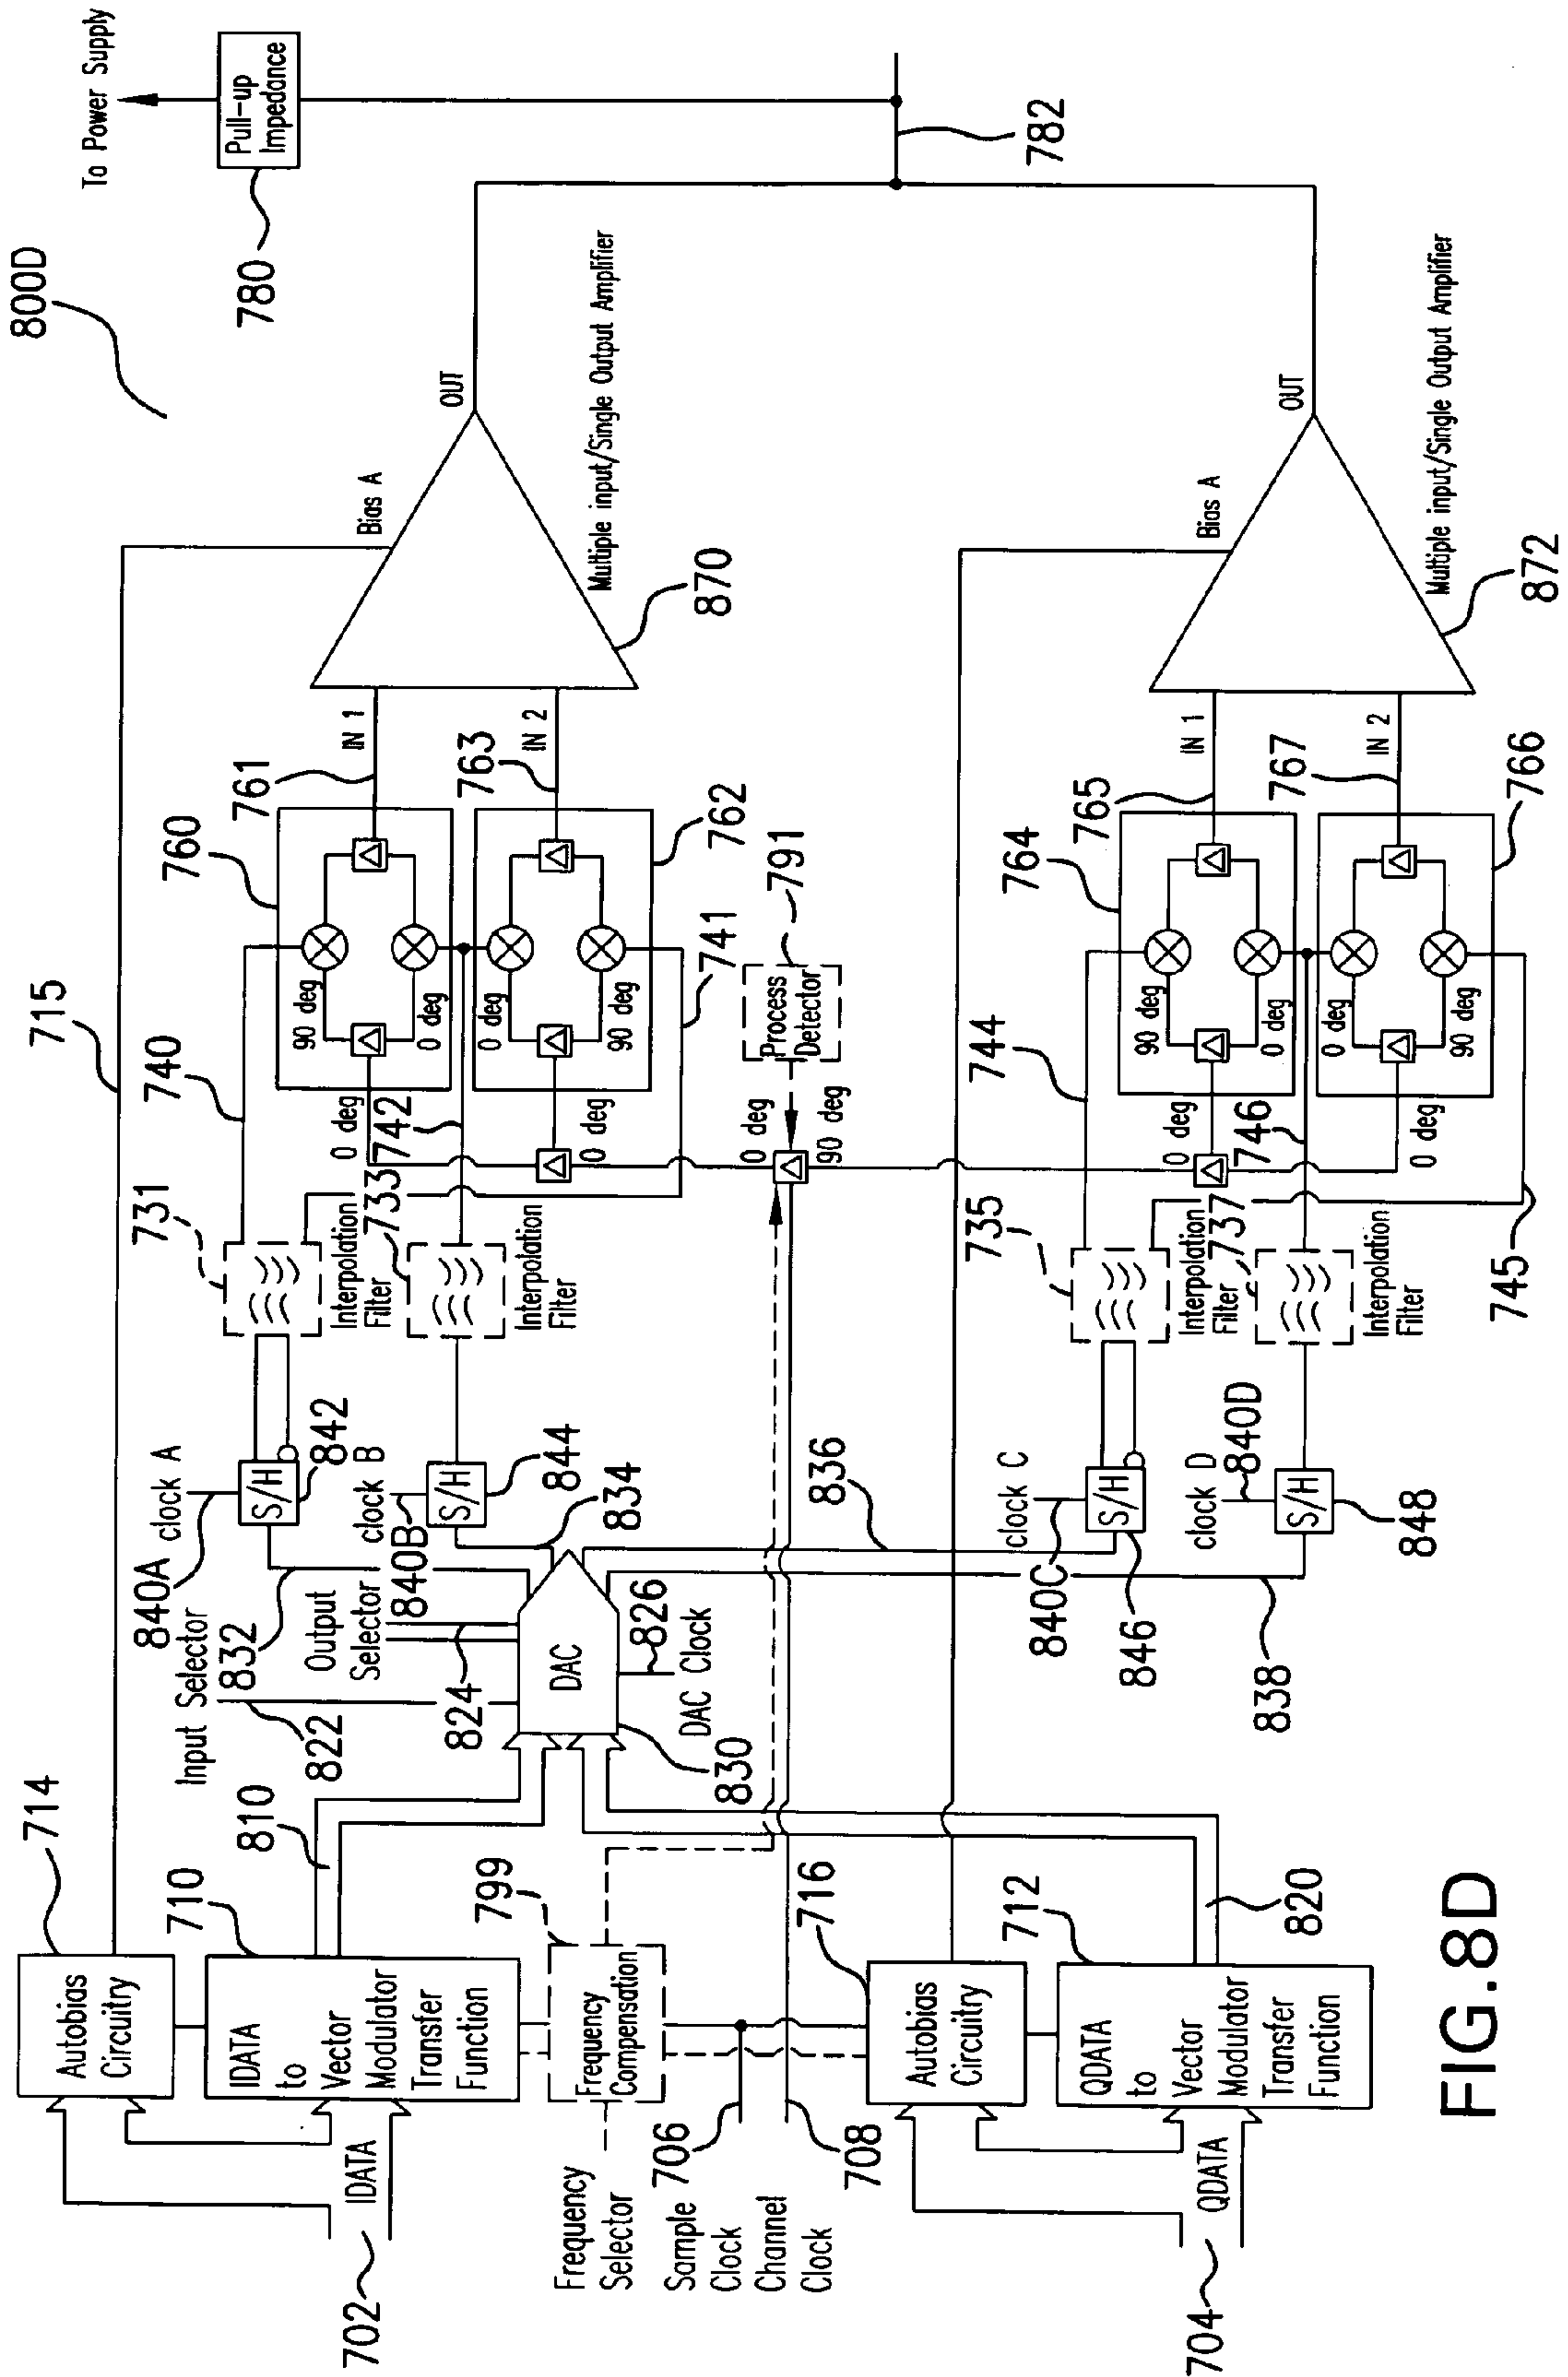 800D
To Power Supply
Pull-up
Impedance
780
782
714
Autobias
Circuitry
715
710
IDATA
to
Vector
Modulator
Transfer
Function
IDATA
702
810
Input Selector
822
Output
Selector
824
832
DAC
830
826
DAC Clock
834
836
838
840A
clock A
S/H
842
840B
clock B
S/H
844
731
Interpolation
Filter
733
Interpolation
Filter
740
742
741
0 deg
0 deg
760
90 deg
0 deg
761
IN 1
762
0 deg
90 deg
763
IN 2
Bias A
OUT
Multiple input/Single Output Amplifier
870
791
Process
Detector
0 deg
90 deg
799
Frequency
Compensation
Frequency
Selector
706
Sample
Clock
Channel
Clock
708
716
Autobias
Circuitry
712
QDATA
to
Vector
Modulator
Transfer
Function
QDATA
704
820
840C
clock C
S/H
846
840D
clock D
S/H
848
735
Interpolation
Filter
737
Interpolation
Filter
744
746
745
0 deg
0 deg
764
90 deg
0 deg
765
IN 1
766
0 deg
90 deg
767
IN 2
Bias A
OUT
Multiple input/Single Output Amplifier
872
FIG.8D